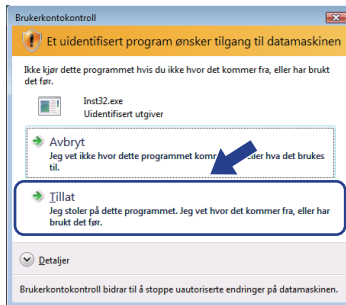 Brukerkontokontroll
Et uidentifisert program ønsker tilgang til datamaskinen
Ikke kjør dette programmet hvis du ikke hvor det kommer fra, eller har brukt
det før.
Inst32.exe
Uidentifisert utgiver
Avbryt
Jeg vet ikke hvor dette programmet kom eller hva det brukes
til.
Tillat
Jeg stoler på dette programmet. Jeg vet hvor det kommer fra, eller har
brukt det før.
Detaljer
Brukerkontokontroll bidrar til å stoppe uautoriserte endringer på datamaskinen.